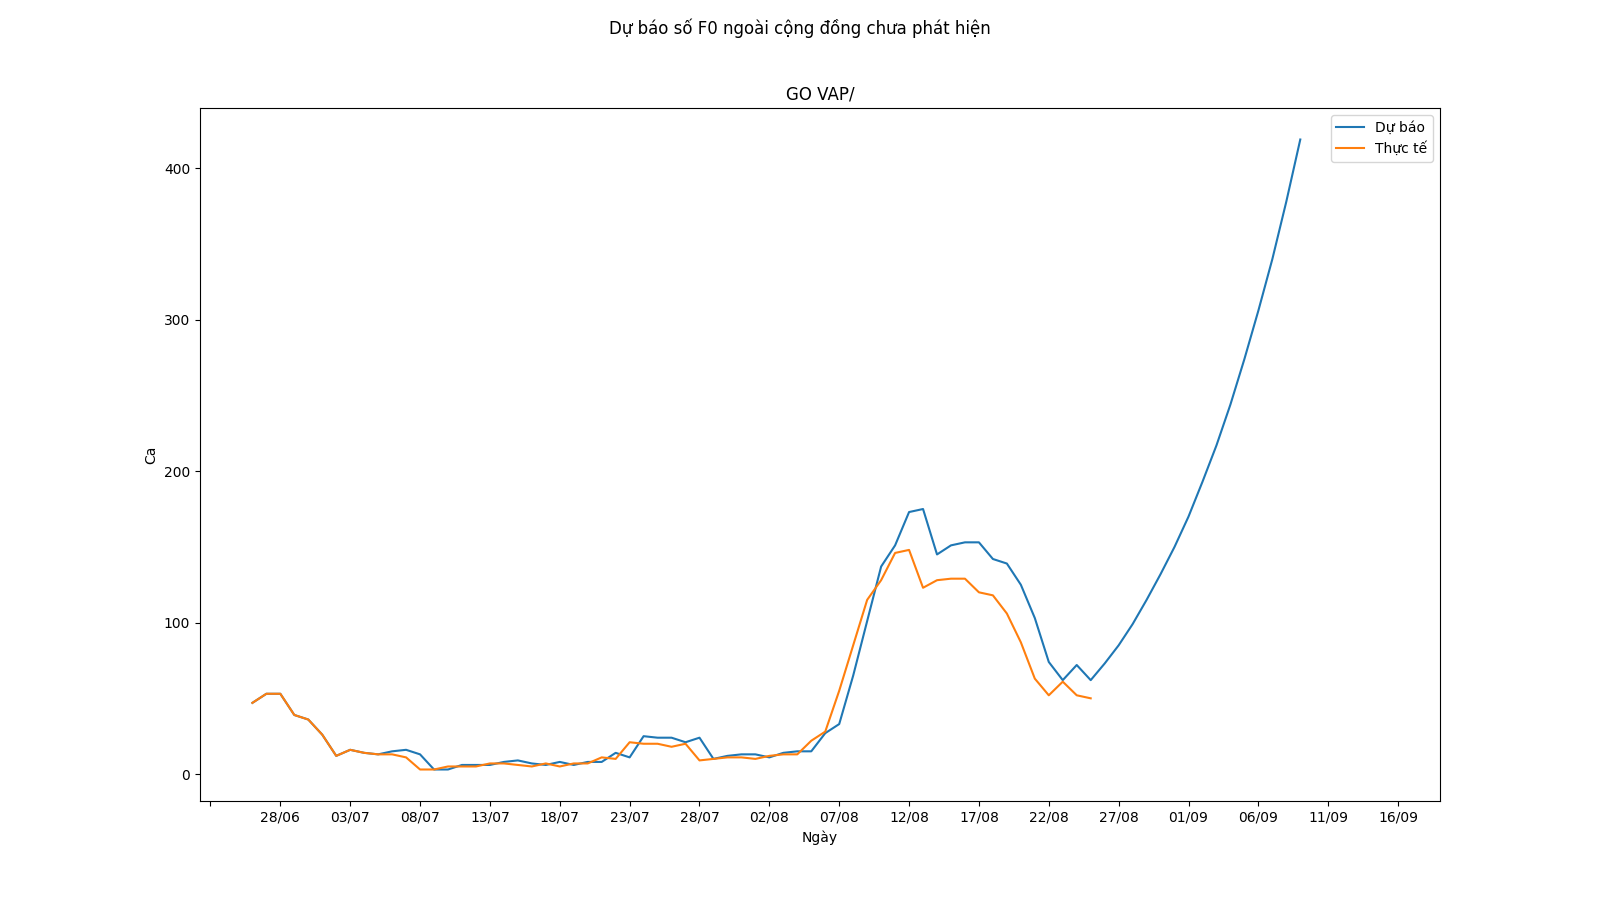 Dự báo số F0 ngoài cộng đồng chưa phát hiện
GO VAP/
Dự báo
Thực tế
400
300
200
100
0
Ca
28/06 03/07 08/07 13/07 18/07 23/07 28/07 02/08 07/08 12/08 17/08 22/08 27/08 01/09 06/09 11/09 16/09
Ngày